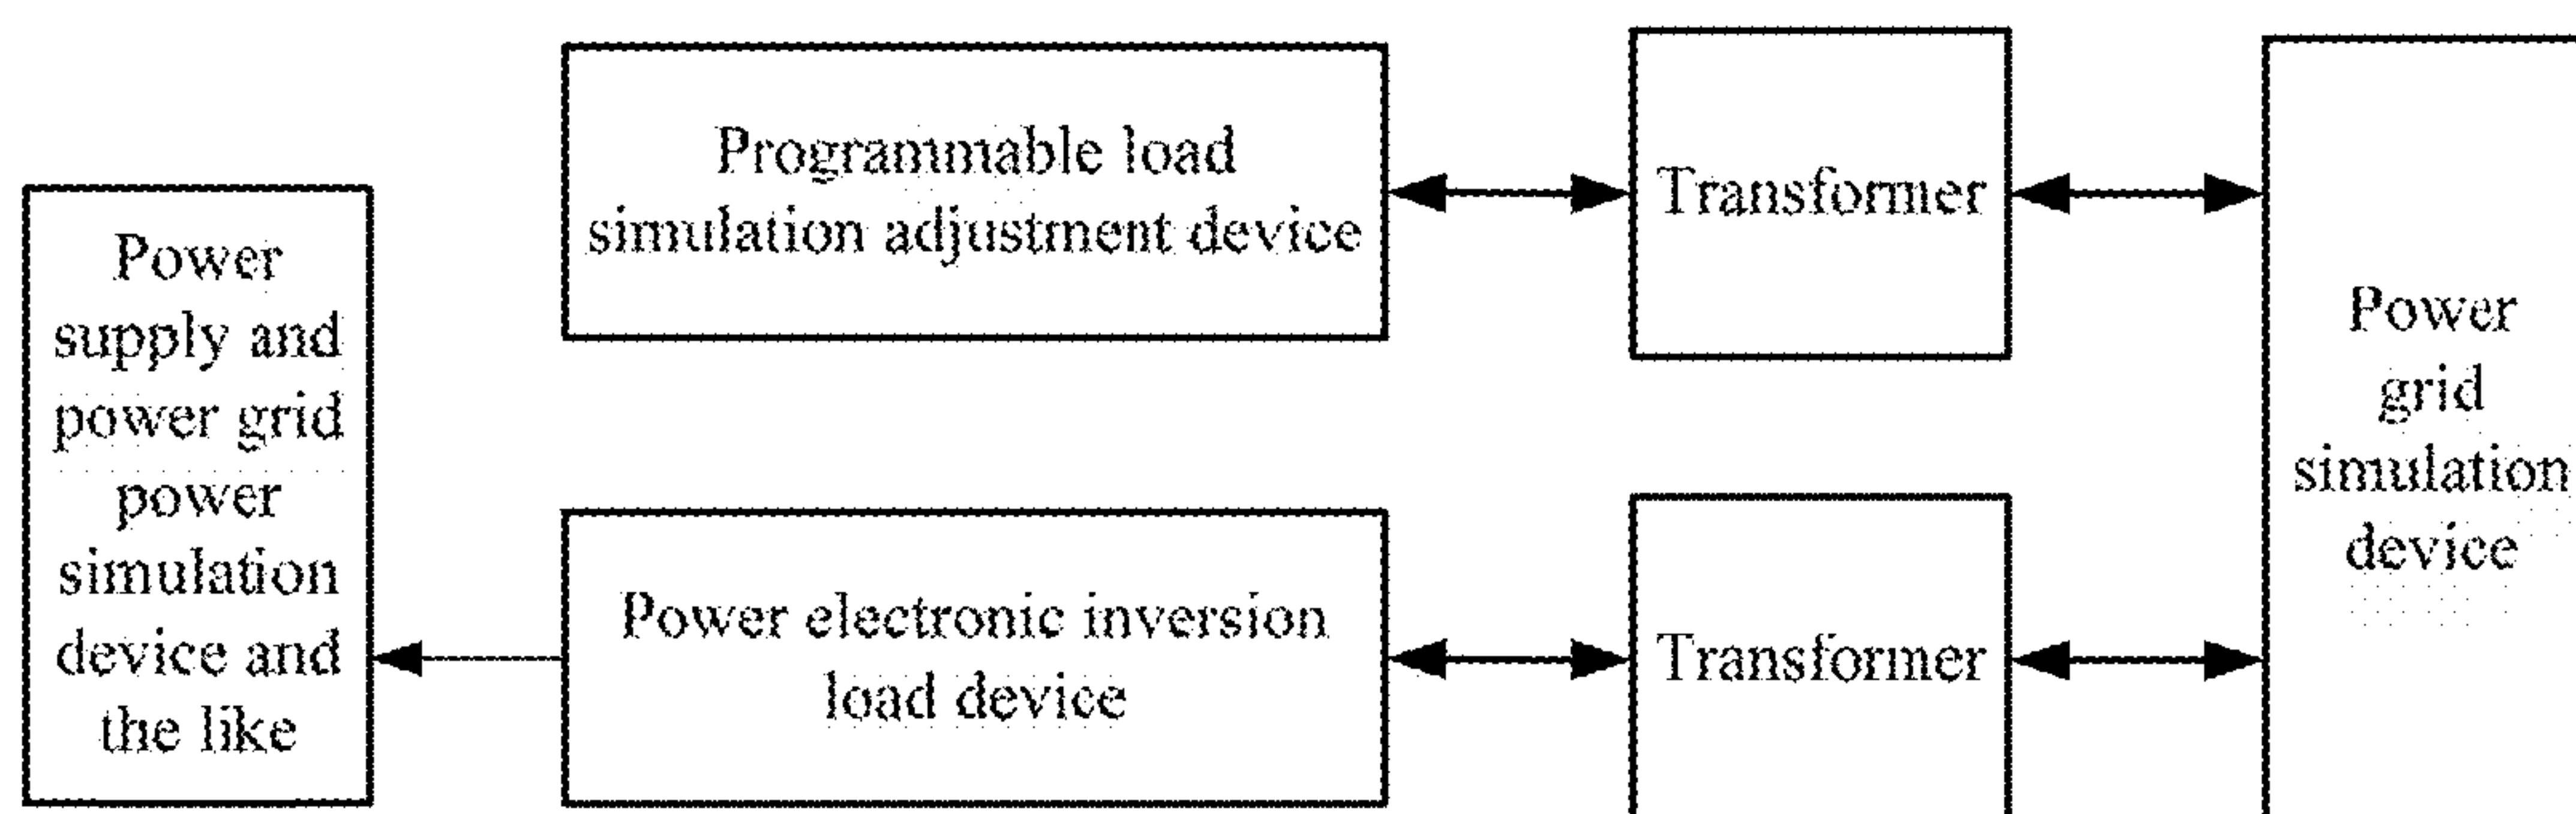 Power
supply and
power grid
power
simulation
device and
the like
Programmable load
simulation adjustment device
Transformer
Power electronic inversion
load device
Transformer
Power
grid
simulation
device